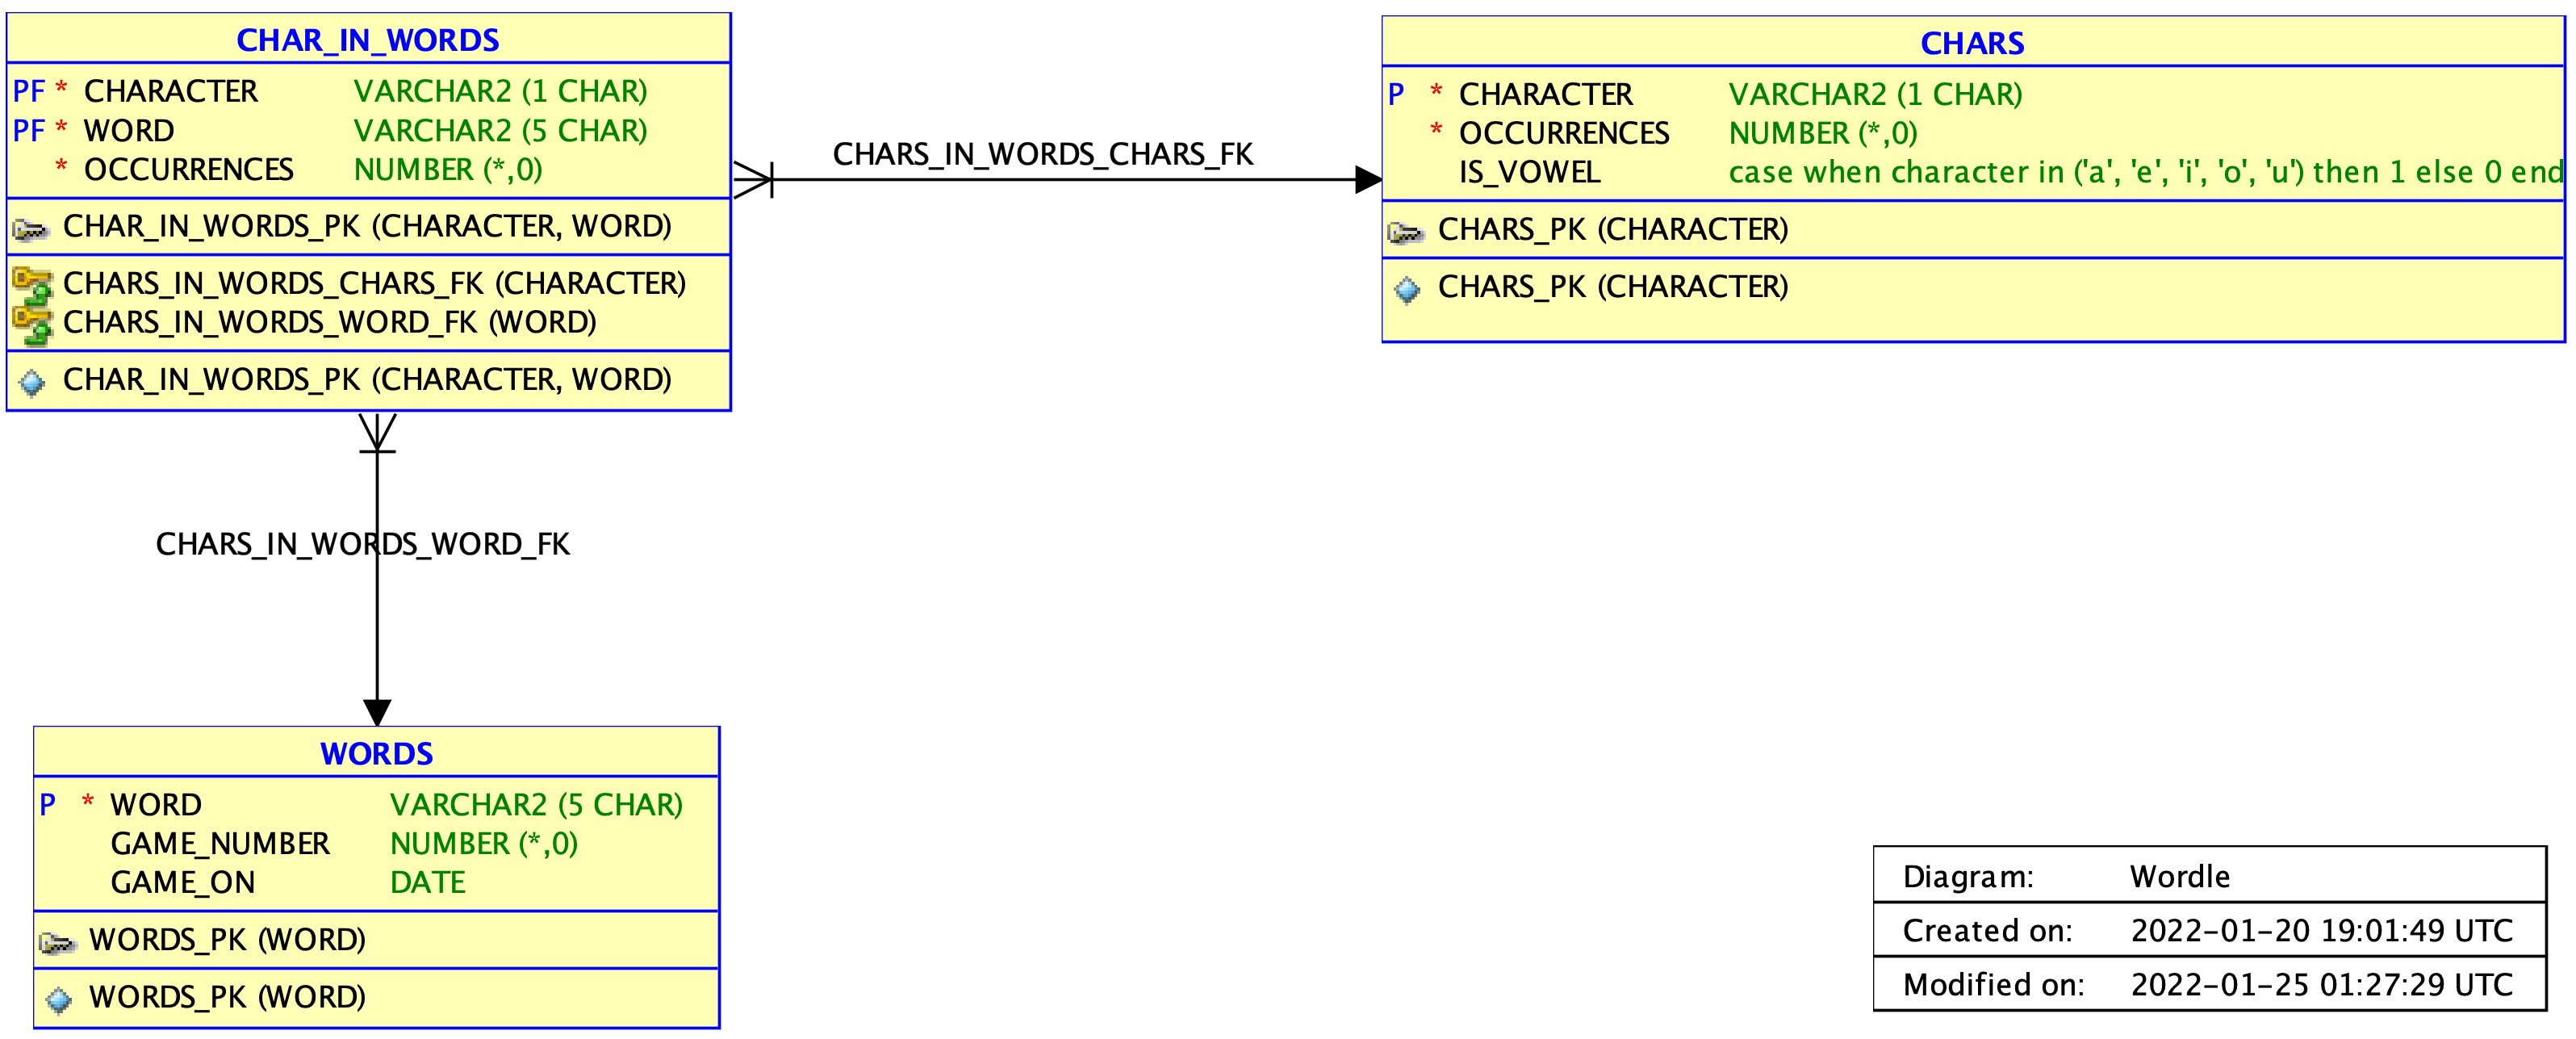 CHAR_IN_WORDS
PF * CHARACTER VARCHAR2 (1 CHAR)
PF * WORD VARCHAR2 (5 CHAR)
* OCCURRENCES NUMBER (*,0)
CHAR_IN_WORDS_PK (CHARACTER, WORD)
CHARS_IN_WORDS_CHARS_FK (CHARACTER)
CHARS_IN_WORDS_WORD_FK (WORD)
CHAR_IN_WORDS_PK (CHARACTER, WORD)
CHARS_IN_WORDS_CHARS_FK
CHARS
P * CHARACTER VARCHAR2 (1 CHAR)
* OCCURRENCES NUMBER (*,0)
IS_VOWEL case when character in ('a', 'e', 'i', 'o', 'u') then 1 else 0 end
CHARS_PK (CHARACTER)
CHARS_PK (CHARACTER)
CHARS_IN_WORDS_WORD_FK
WORDS
P * WORD VARCHAR2 (5 CHAR)
GAME_NUMBER NUMBER (*,0)
GAME_ON DATE
WORDS_PK (WORD)
WORDS_PK (WORD)
Diagram: Wordle
Created on: 2022-01-20 19:01:49 UTC
Modified on: 2022-01-25 01:27:29 UTC